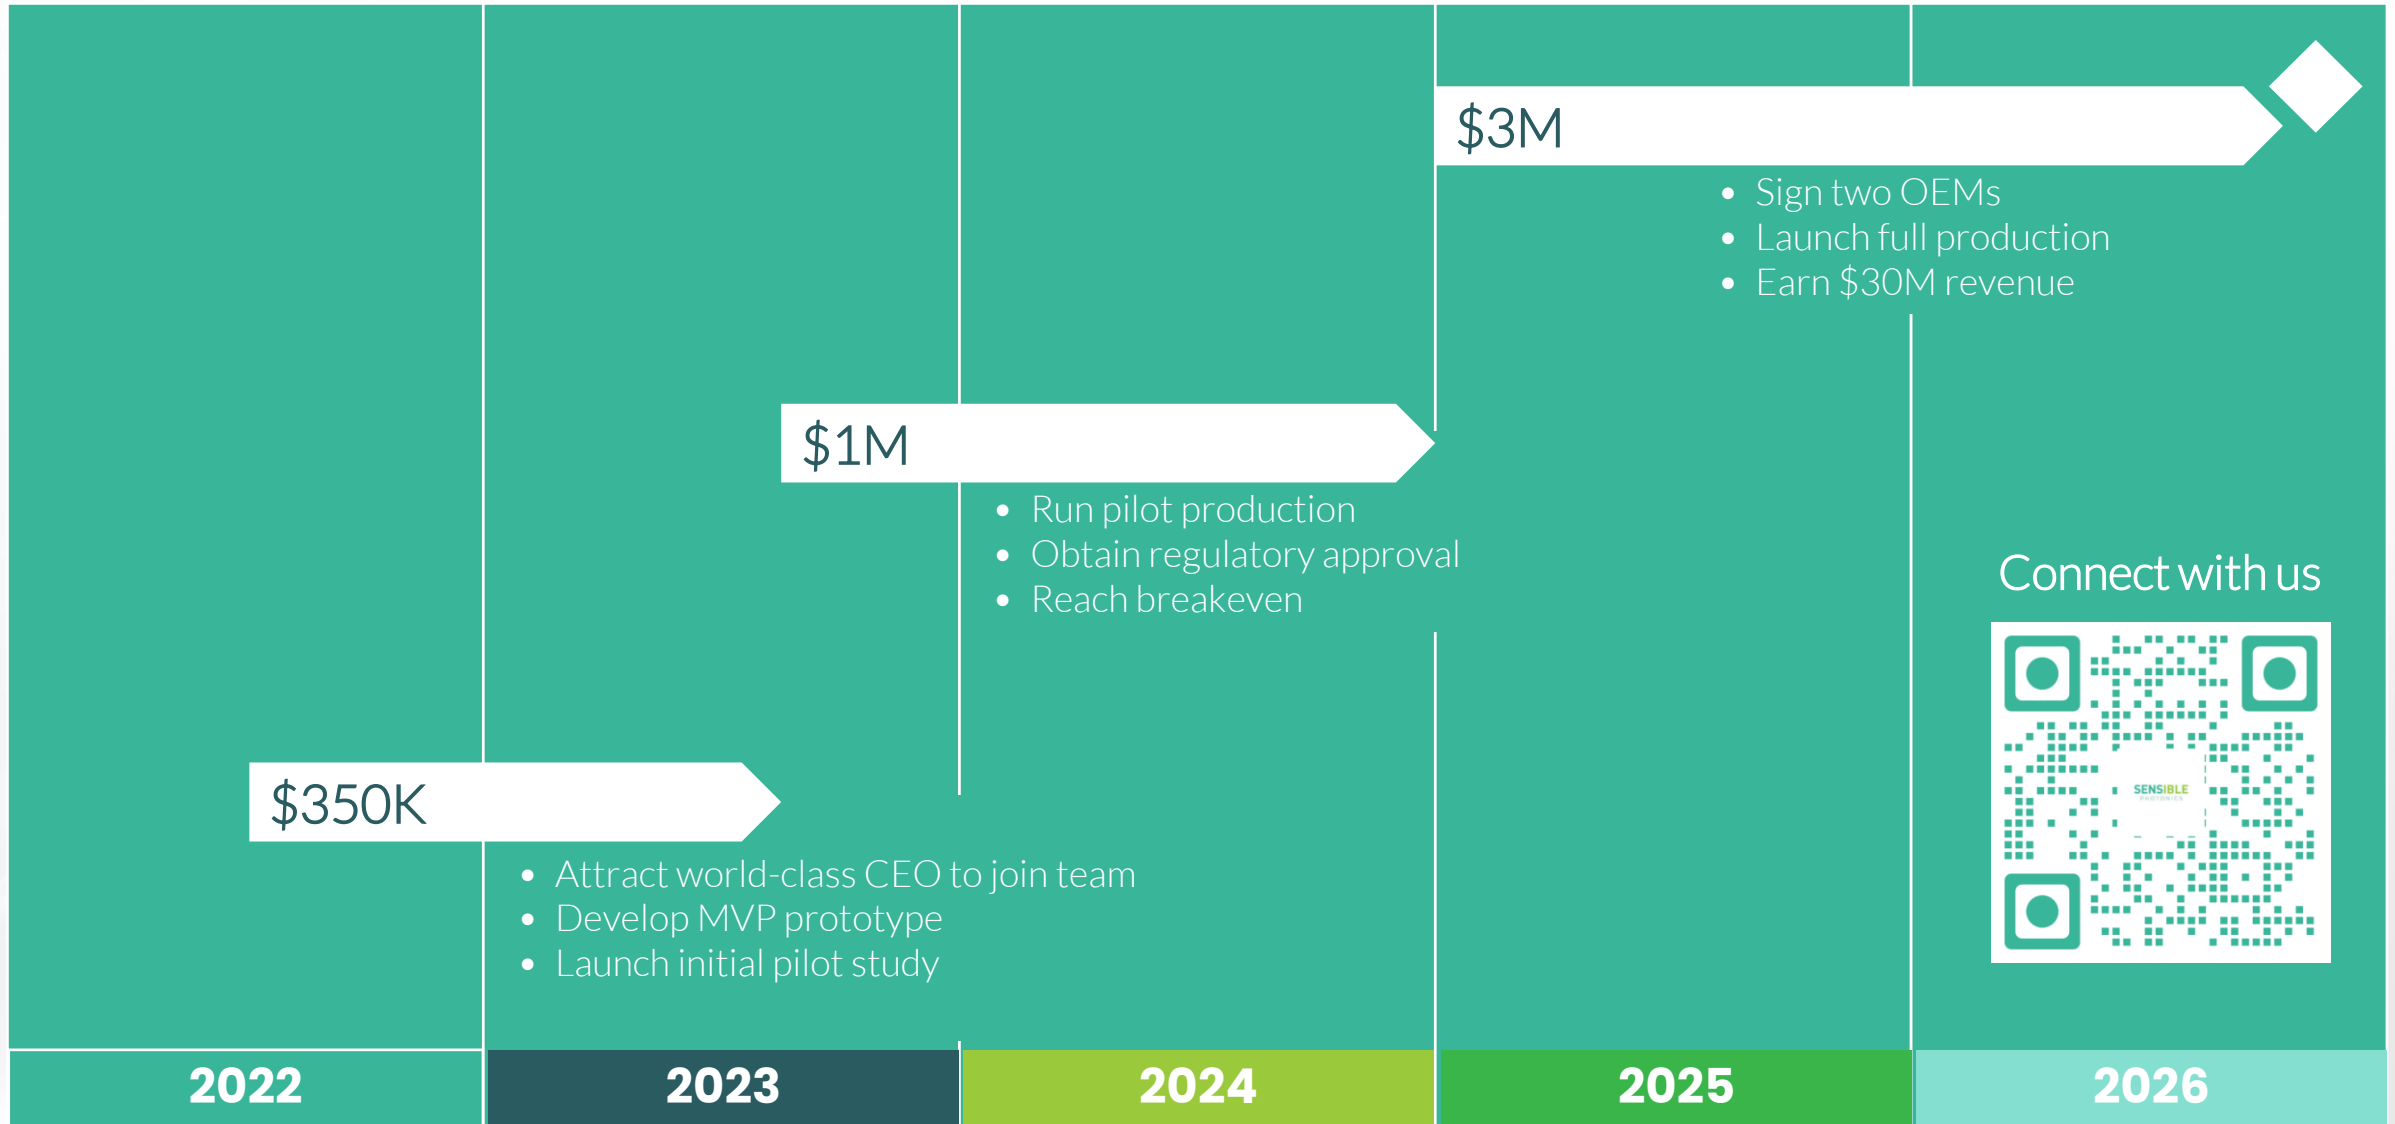 $3M
• Sign two OEMs
• Launch full production
• Earn $30M revenue
$1M
• Run pilot production
• Obtain regulatory approval
• Reach breakeven
Connect with us
SENSIBLE
PHOTONICS
$350K
• Attract world-class CEO to join team
• Develop MVP prototype
• Launch initial pilot study
2022 2023 2024 2025 2026